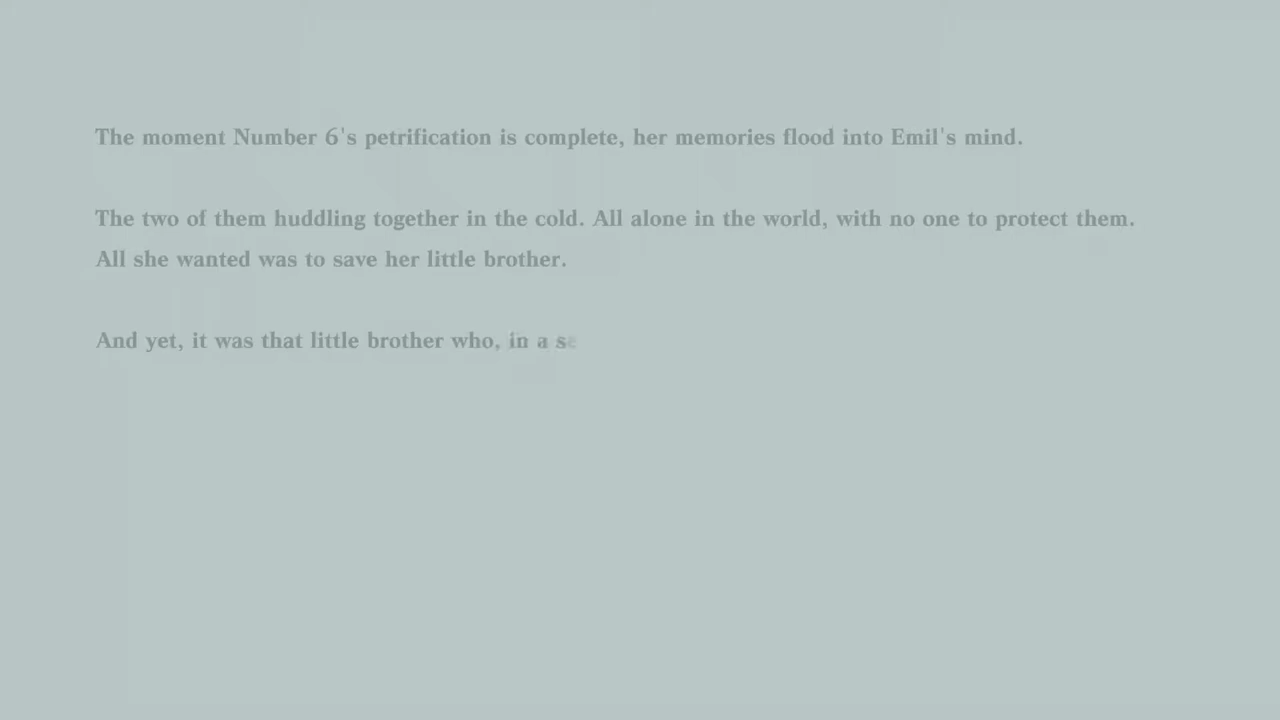 The moment Number 6's petrification is complete, her memories flood into Emil's mind.
The two of them huddling together in the cold. All alone in the world, with no one to protect them.
All she wanted was to save her little brother.
And yet, it was that little brother who, in a